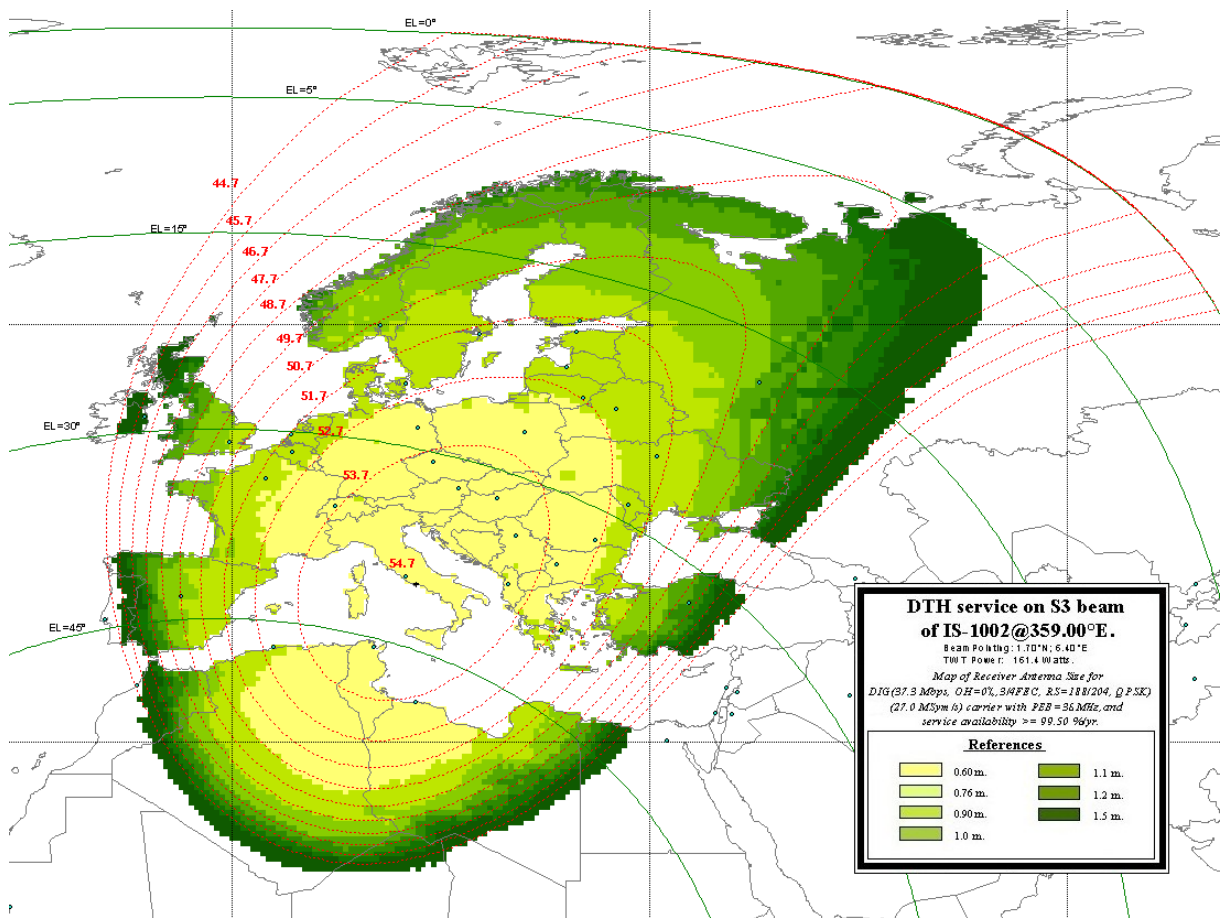 EL=0°
EL=5°
44.7
45.7
EL=15°
46.7
47.7
48.7
49.7
50.7
51.7
EL=30°
52.7
53.7
54.7
EL=45°
DTH service on S3 beam
of IS-1002@359.00°E.
Beam Pointing: 1.70°N; 6.40°E
TWT Power: 161.4 Watts.
Map of Receiver Antenna Size for
DIG(37.3 Mbps, OH=0%, 3/4FEC, RS=188/204, QPSK)
(27.0 MSym/s) carrier with PEB=36MHz, and
service availability >= 99.50 %/yr.
References
0.60 m.
0.76 m.
0.90 m.
1.0 m.
1.1 m.
1.2 m.
1.5 m.